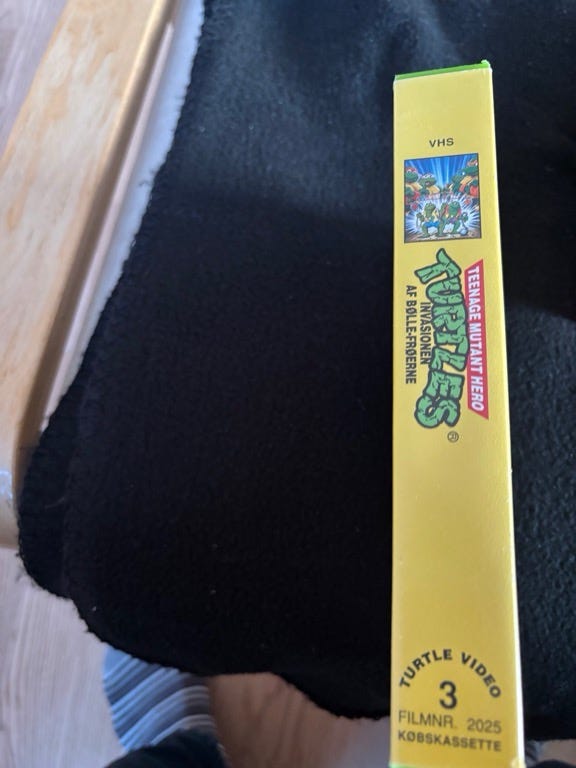 VHS
TEENAGE MUTANT HERO
TURTLES
INVASIONEN
AF BØLLE-FRØERNE
TURTLE VIDEO
3
FILMNR. 2025
KØBSKASSETTE